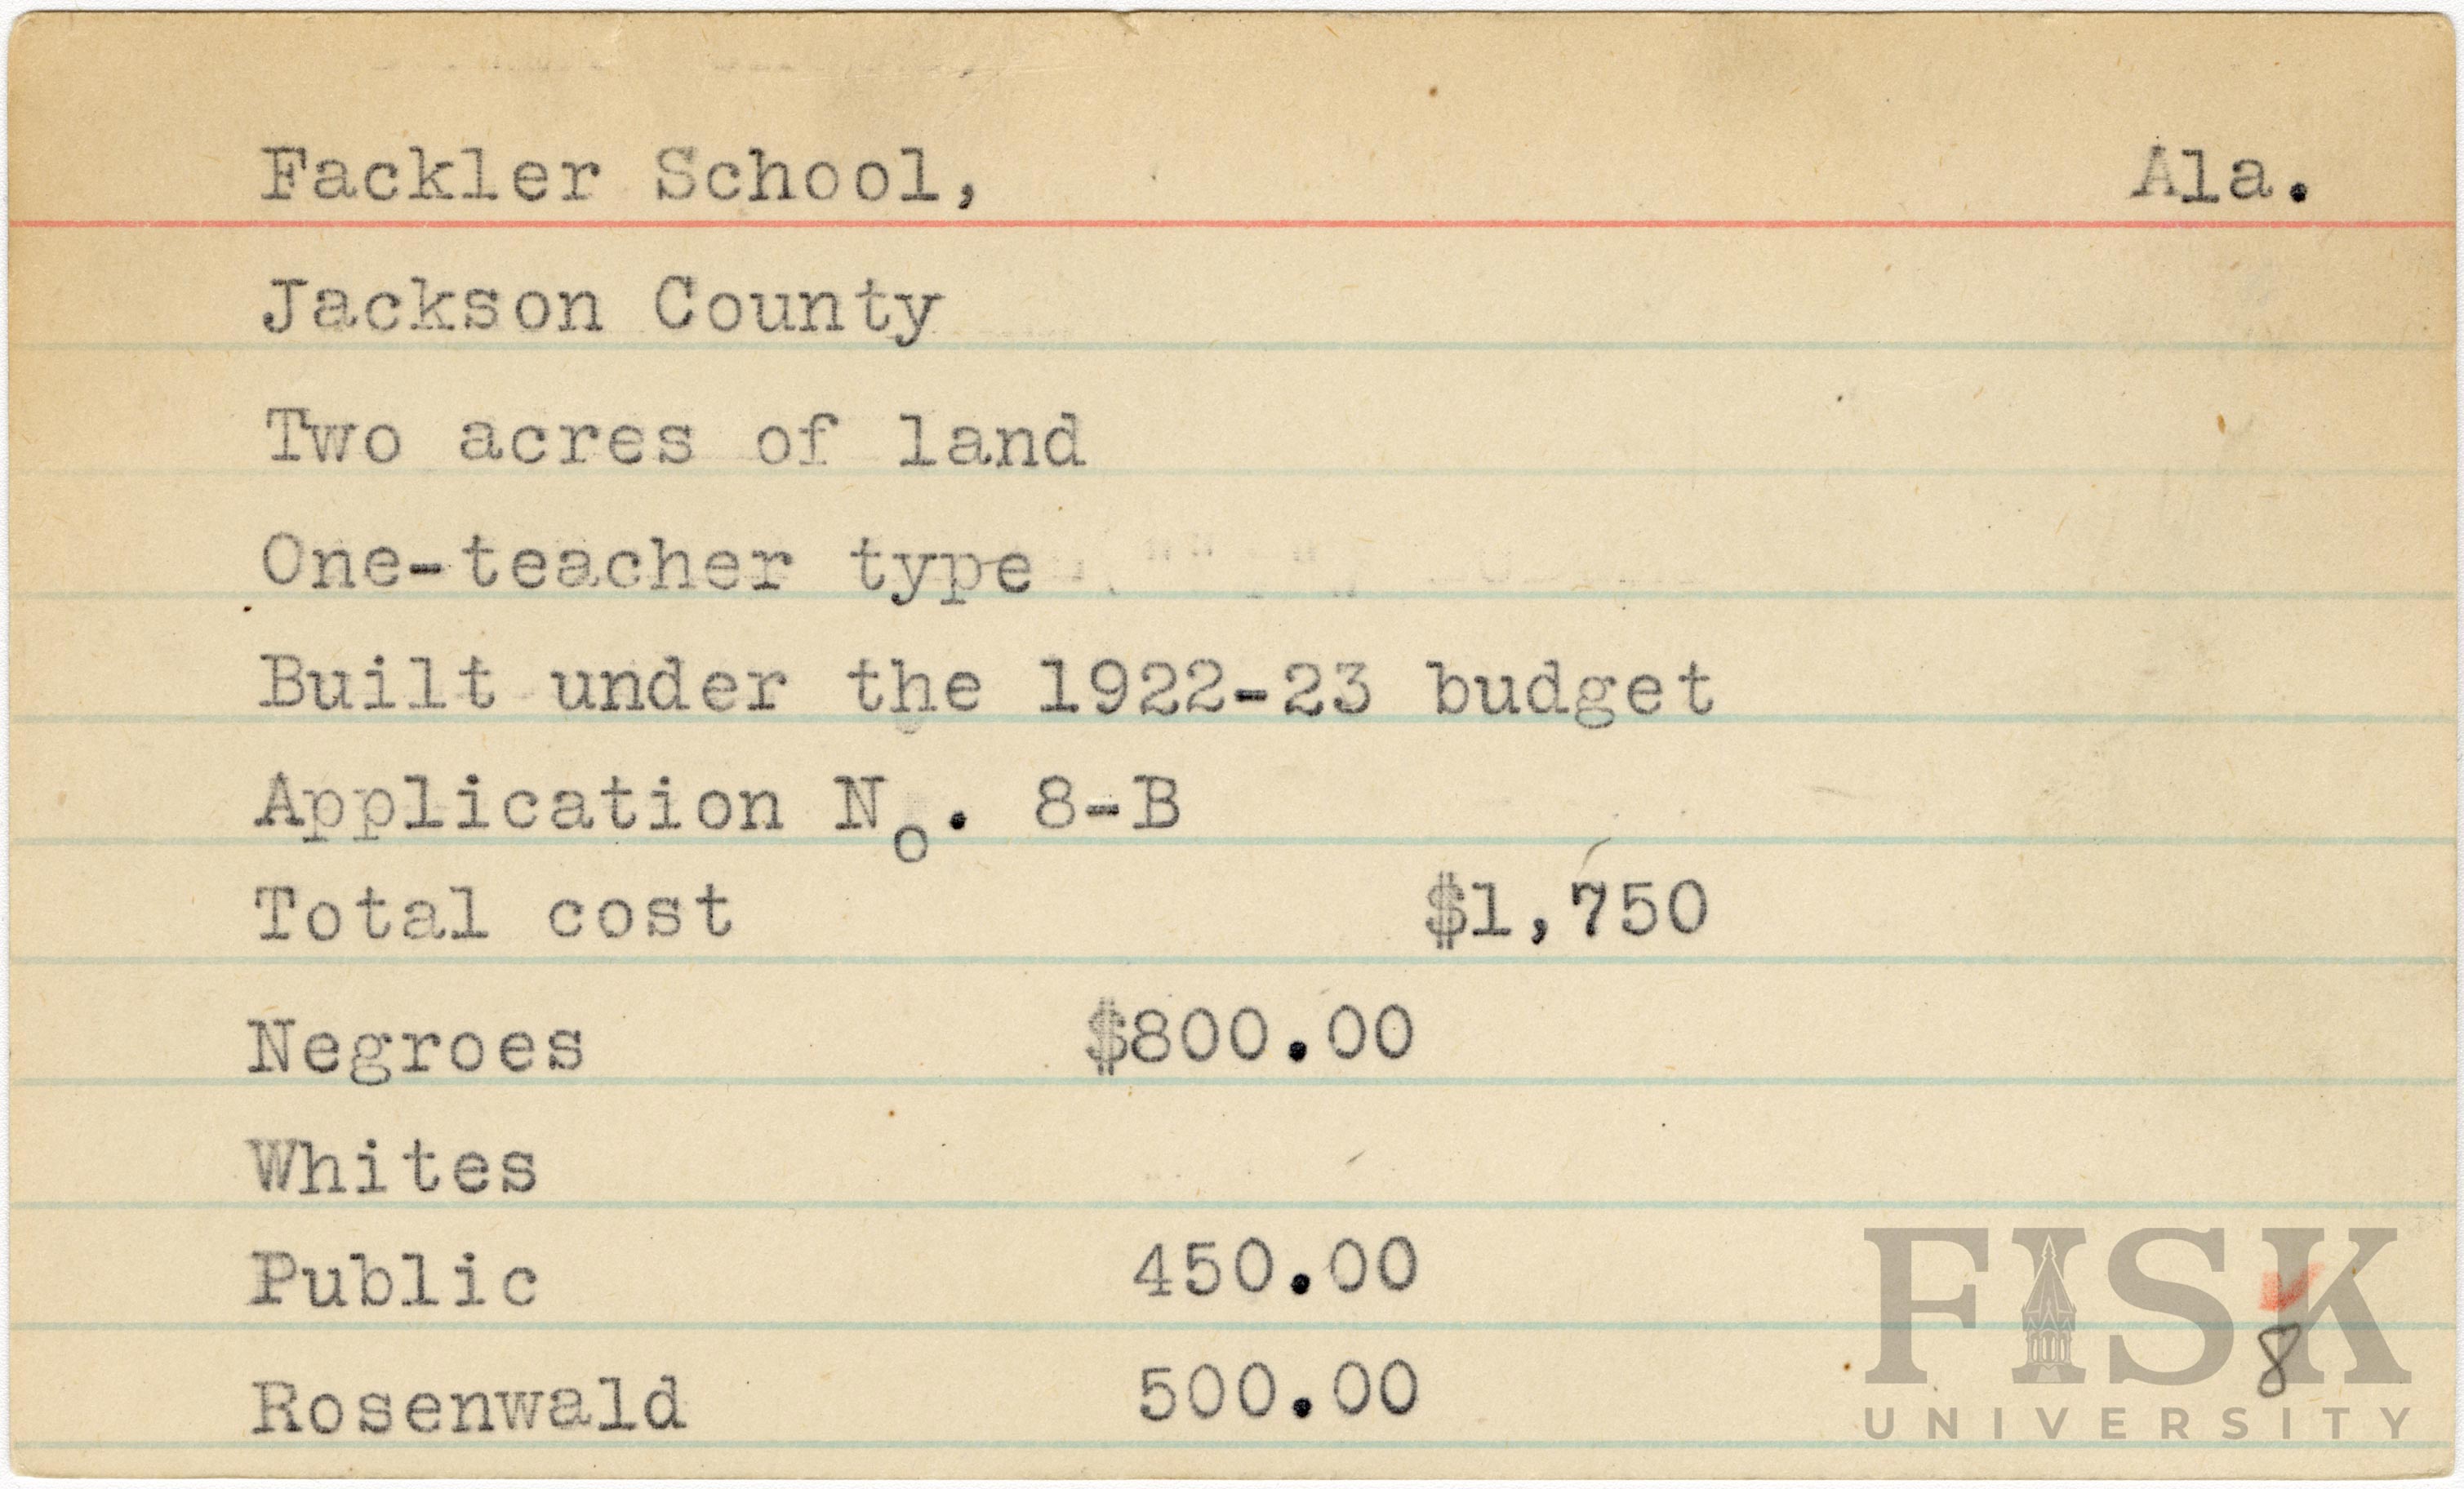 Fackler School, Ala.
Jackson County
Two acres of land
One-teacher type
Built under the 1922-23 budget
Application No. 8-B
Total cost $1,750
Negroes $800.00
Whites
Public 450.00
Rosenwald 500.00
8
FISK
UNIVERSITY